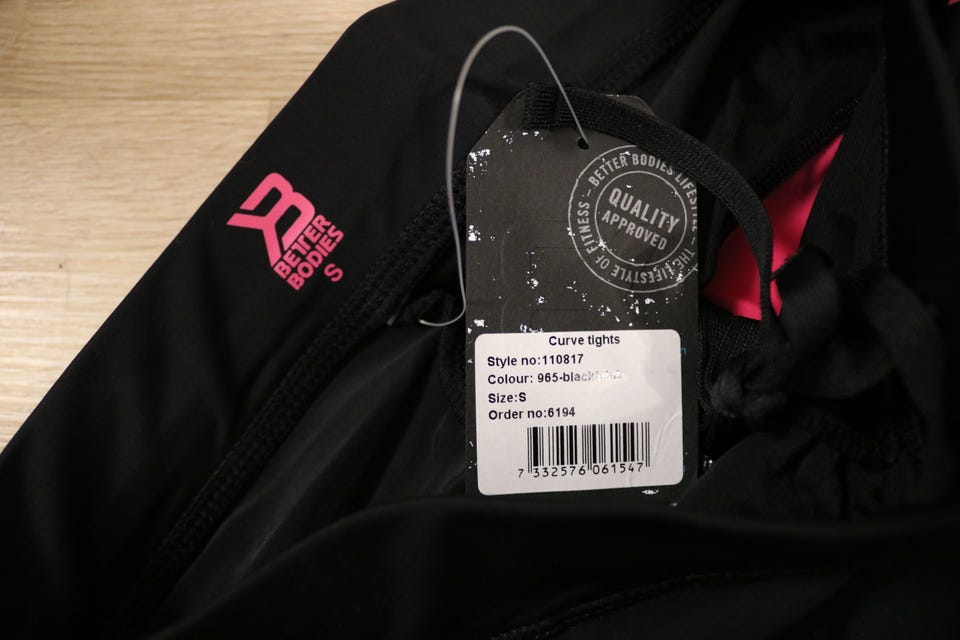 BETTER
BODIES
S
BETTER BODIES LIFESTYLE – THE LIFESTYLE OF FITNESS –
QUALITY
APPROVED
Curve tights
Style no:110817
Colour: 965-black
Size:S
Order no:6194
7 332576 061547